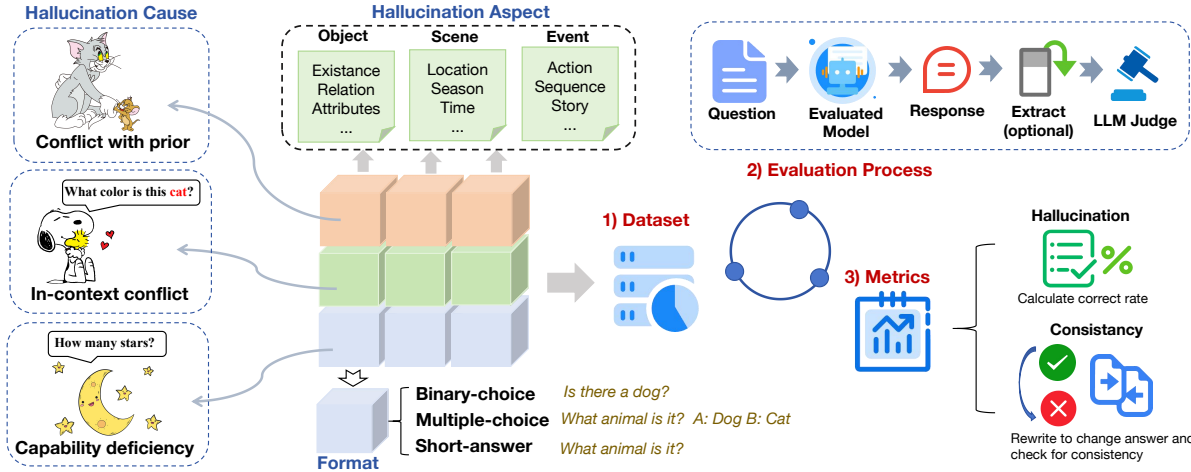 Hallucination Cause
Conflict with prior
What color is this cat?
In-context conflict
How many stars?
Capability deficiency
Hallucination Aspect
Object
Existance
Relation
Attributes
...
Scene
Location
Season
Time
...
Event
Action
Sequence
Story
...
Format
Binary-choice
Is there a dog?
Multiple-choice
What animal is it? A: Dog B: Cat
Short-answer
What animal is it?
1) Dataset
Question
Evaluated
Model
Response
Extract
(optional)
LLM Judge
2) Evaluation Process
3) Metrics
Hallucination
%
Calculate correct rate
Consistancy
Rewrite to change answer and
check for consistency